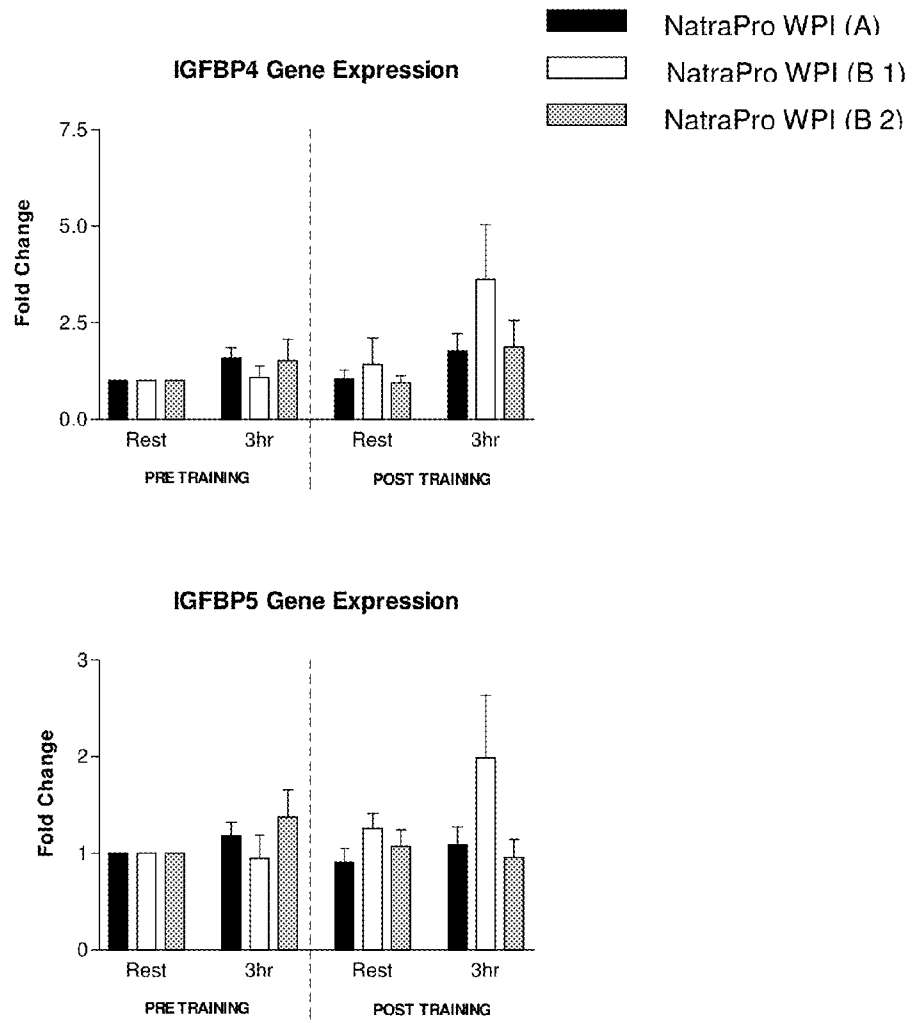 NatraPro WPI (A)
NatraPro WPI (B 1)
NatraPro WPI (B 2)
IGFBP4 Gene Expression
Fold Change
7.5
5.0
2.5
0.0
Rest 3hr Rest 3hr
PRE TRAINING POST TRAINING
IGFBP5 Gene Expression
Fold Change
3
2
1
0
Rest 3hr Rest 3hr
PRE TRAINING POST TRAINING